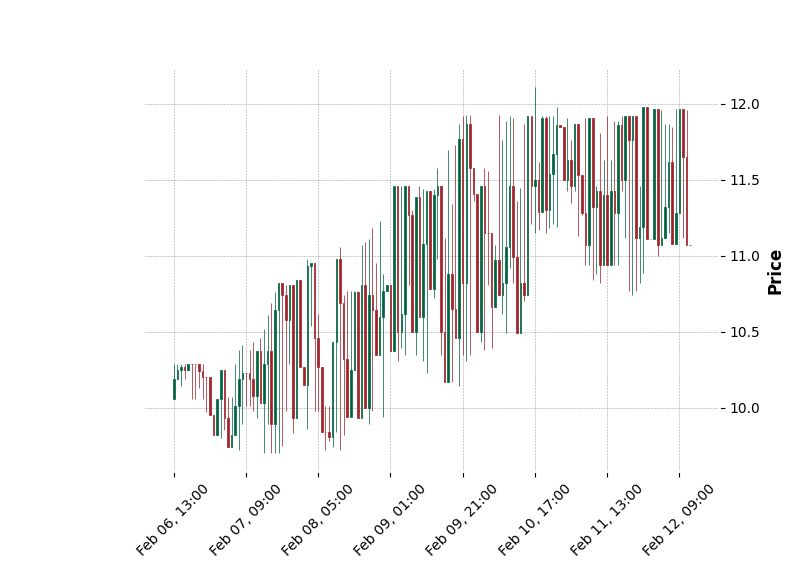 12.0
11.5
11.0
10.5
10.0
Price
Feb 06, 13:00
Feb 07, 09:00
Feb 08, 05:00
Feb 09, 01:00
Feb 09, 21:00
Feb 10, 17:00
Feb 11, 13:00
Feb 12, 09:00